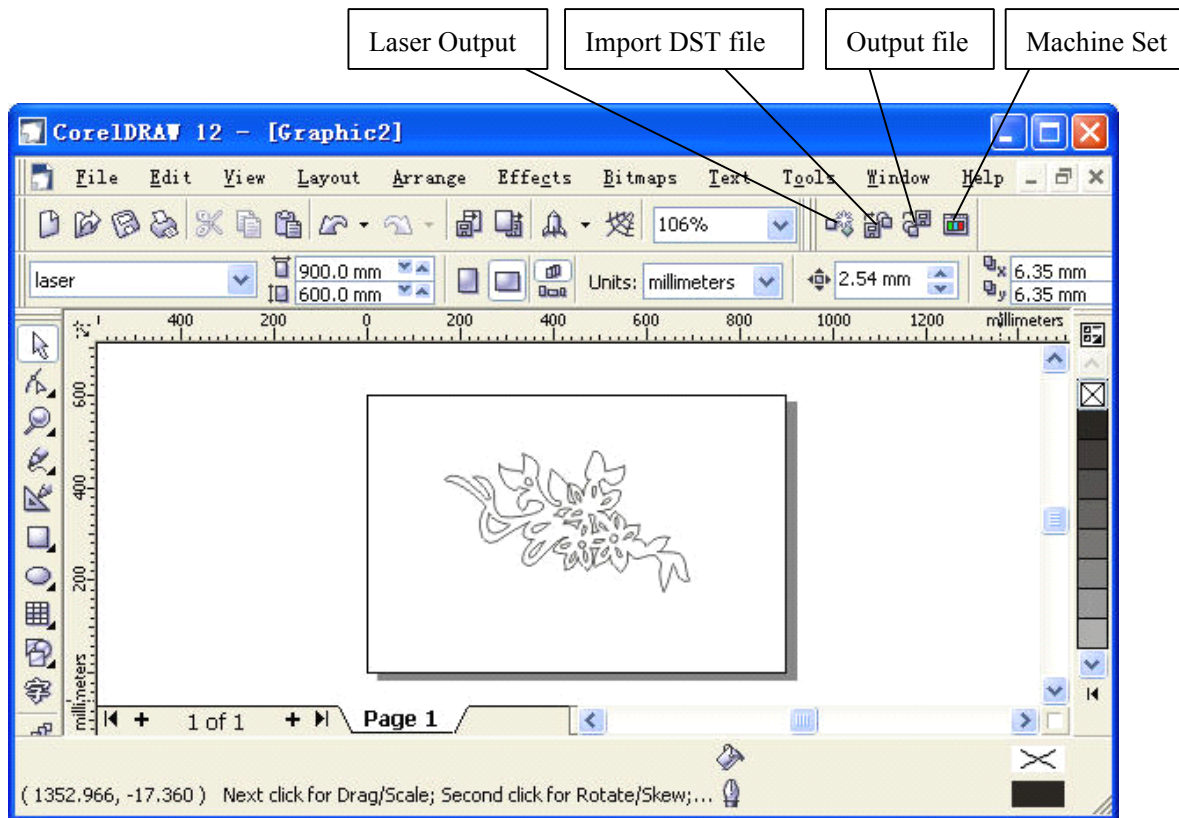 Laser Output
Import DST file
Output file
Machine Set
CorelDRAW 12 - [Graphic2]
File Edit View Layout Arrange Effects Bitmaps Text Tools Window Help
106%
laser
900.0 mm
600.0 mm
Units: millimeters
2.54 mm
x 6.35 mm
y 6.35 mm
400 200 0 200 400 600 800 1000 1200 millimeters
600
400
200
millimeters
字
1 of 1
Page 1
( 1352.966, -17.360 ) Next click for Drag/Scale; Second click for Rotate/Skew;...